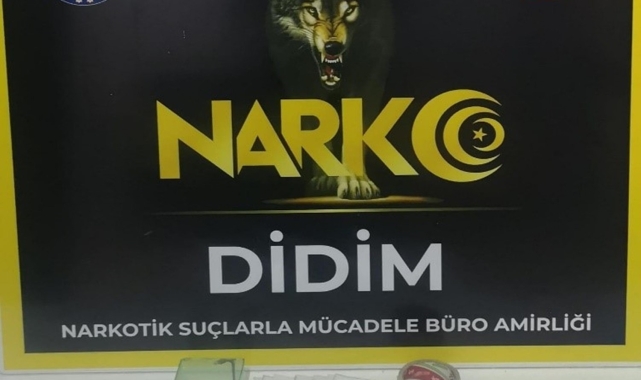 NARKO
DİDİM
NARKOTİK SUÇLARLA MÜCADELE BÜRO AMİRLİĞİ